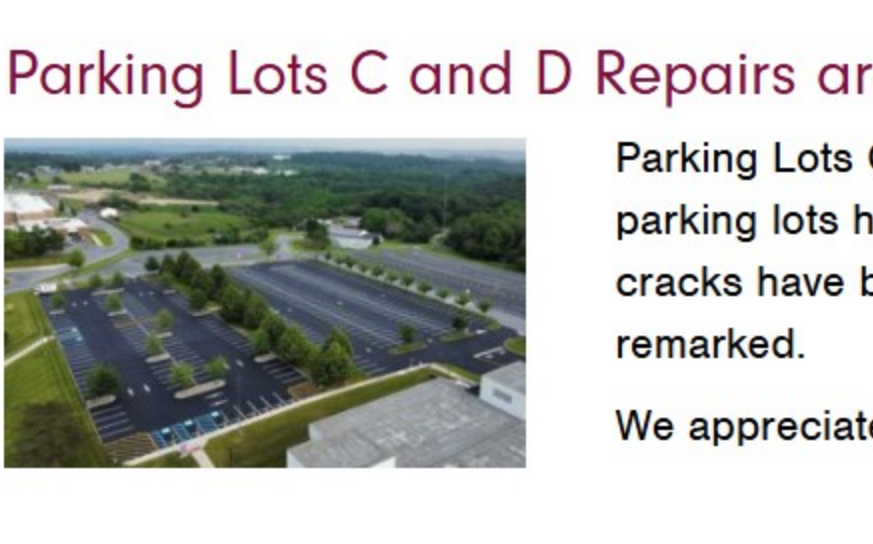 Parking Lots C and D Repairs ar
Parking Lots
parking lots h
cracks have b
remarked.
We appreciate